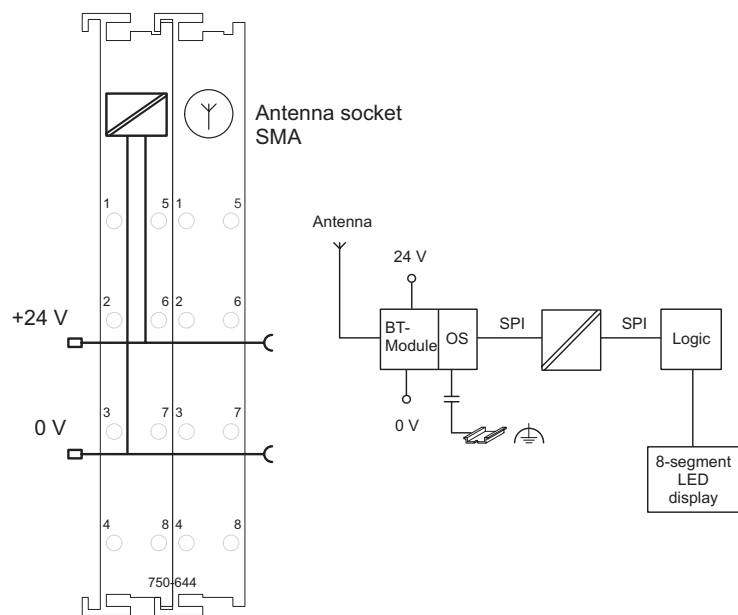 Antenna socket
SMA
1 5 1 5
2 6 2 6
+24 V
3 7 3 7
0 V
4 8 4 8
750-644
Antenna
24 V
BT-
Module
OS
SPI
SPI
Logic
0 V
8-segment
LED
display